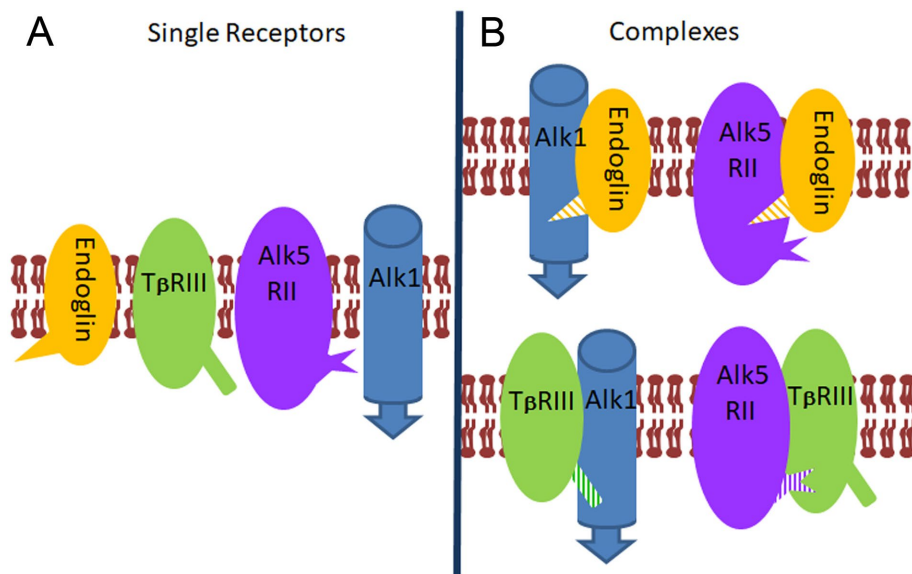 A
Single Receptors
Endoglin
TβRIII
Alk5
RII
Alk1
B
Complexes
Alk1
Endoglin
Alk5
RII
Endoglin
TβRIII
Alk1
Alk5
RII
TβRIII